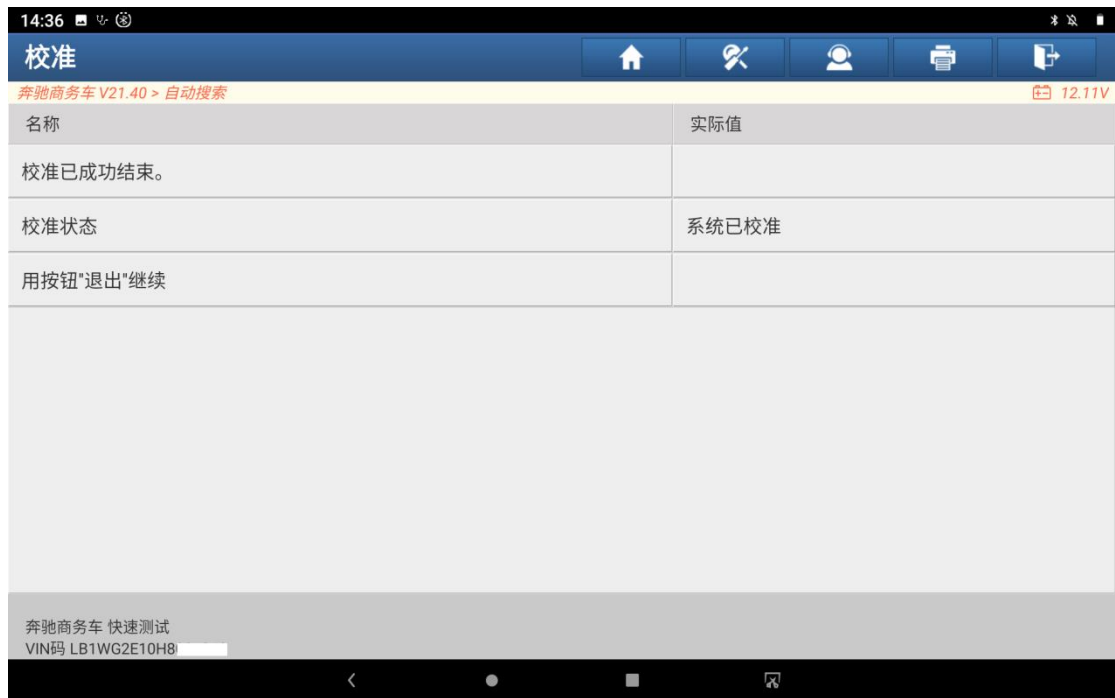 14:36
校准
奔驰商务车 V21.40 > 自动搜索
12.11V
名称
实际值
校准已成功结束。
校准状态
系统已校准
用按钮"退出"继续
奔驰商务车 快速测试
VIN码 LB1WG2E10H8